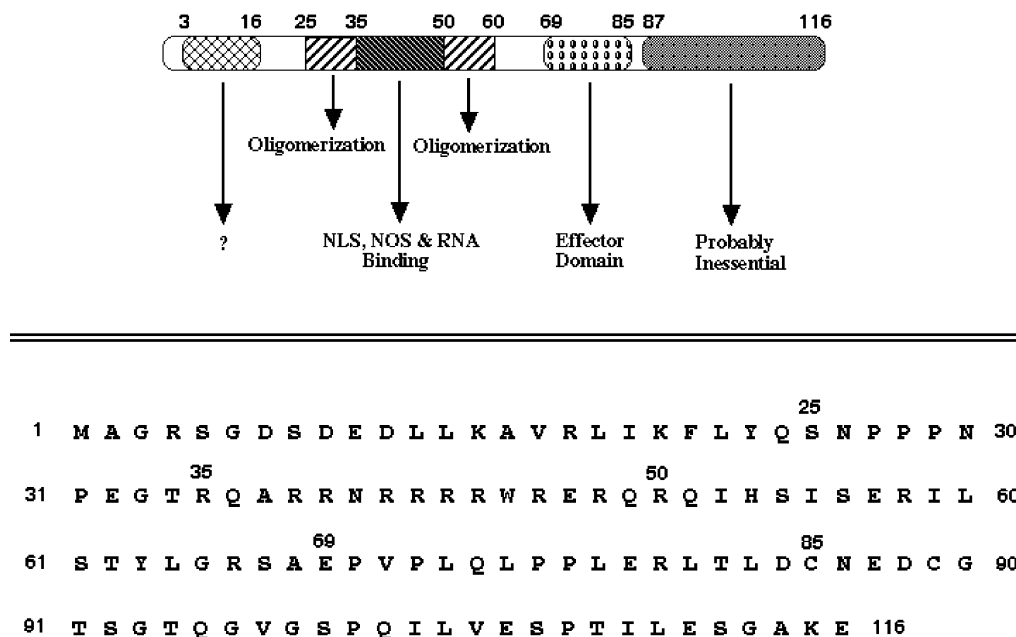 3 16 25 35 50 60 69 85 87 116
Oligomerization Oligomerization
? NLS, NOS & RNA Effector Probably
Binding Domain Inessential
25
1 M A G R S G D S D E D L L K A V R L I K F L Y Q S N P P P N 30
35 50
31 P E G T R Q A R R N R R R R W R E R Q R Q I H S I S E R I L 60
69 85
61 S T Y L G R S A E P V P L Q L P P L E R L T L D C N E D C G 90
91 T S G T Q G V G S P Q I L V E S P T I L E S G A K E 116